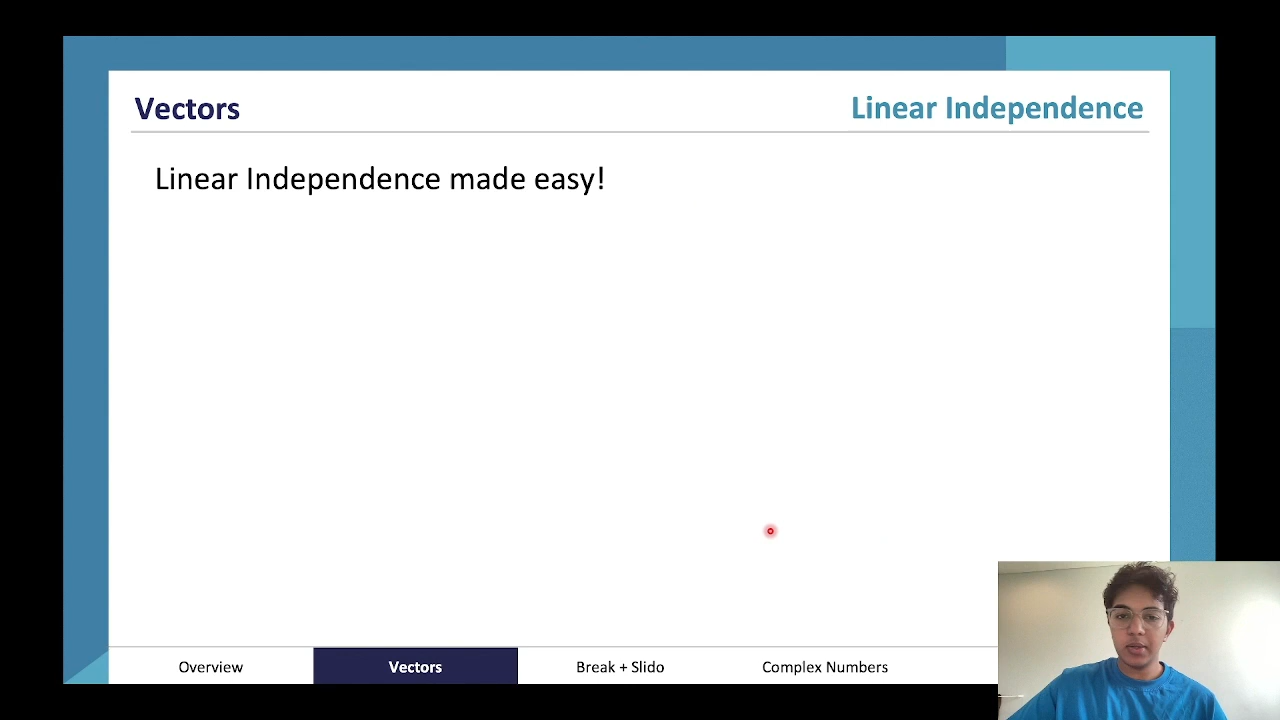 Vectors
Linear Independence
Linear Independence made easy!
Overview
Vectors
Break + Slido
Complex Numbers